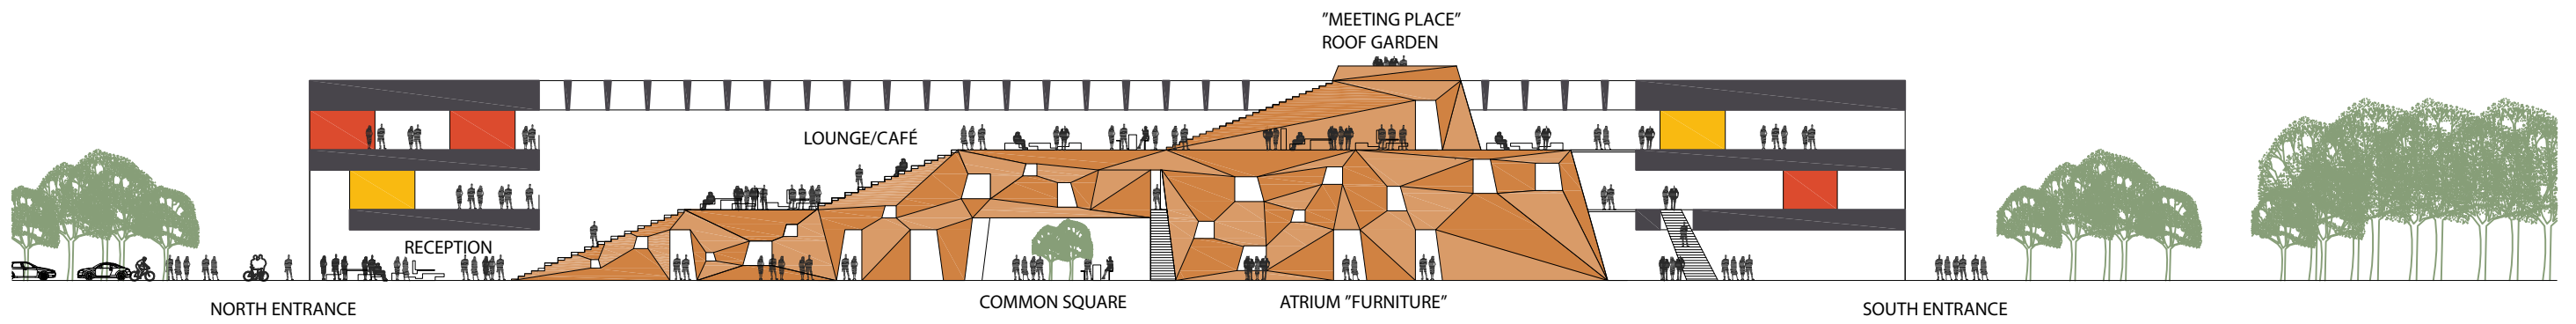 ”MEETING PLACE”
ROOF GARDEN
LOUNGE/CAFÉ
RECEPTION
NORTH ENTRANCE
COMMON SQUARE
ATRIUM ”FURNITURE”
SOUTH ENTRANCE